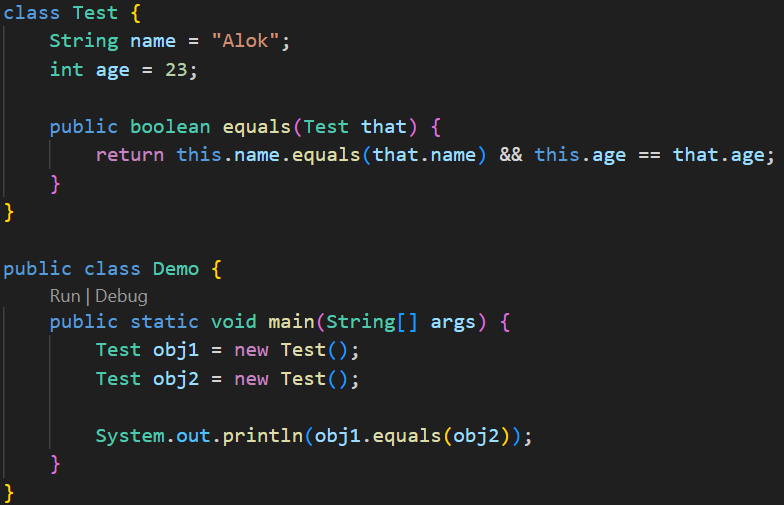 class Test {
    String name = "Alok";
    int age = 23;

    public boolean equals(Test that) {
        return this.name.equals(that.name) && this.age == that.age;
    }
}

public class Demo {
    Run | Debug
    public static void main(String[] args) {
        Test obj1 = new Test();
        Test obj2 = new Test();

        System.out.println(obj1.equals(obj2));
    }
}